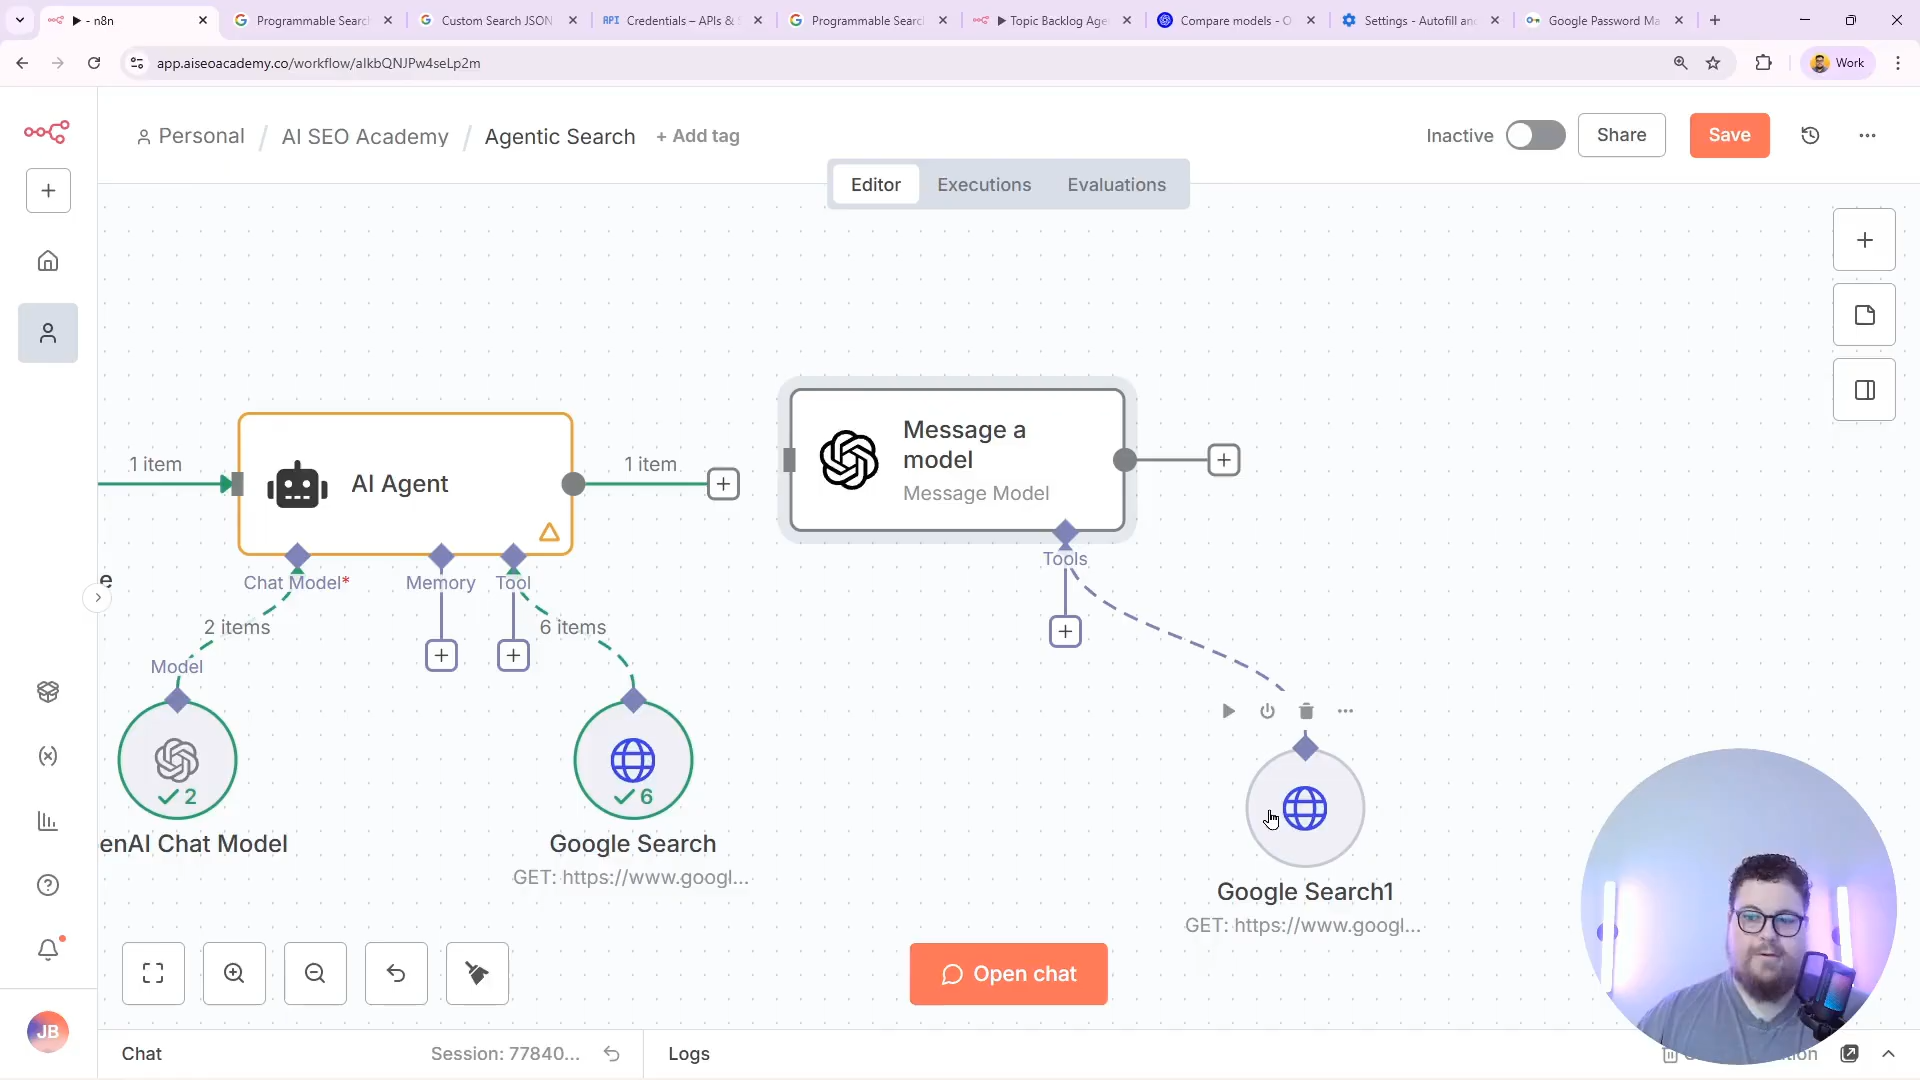 - n8n
Programmable Searc
Custom Search JSON
API Credentials – APIs & S
Programmable Searc
Topic Backlog Age
Compare models - O
Settings - Autofill and
Google Password Ma
app.aiseoacademy.co/workflow/alkbQNJPw4seLp2m
Work
Personal / AI SEO Academy / Agentic Search + Add tag
Inactive
Share
Save
Editor
Executions
Evaluations
1 item
AI Agent
1 item
Message a
model
Message Model
Chat Model*
Memory
Tool
Tools
e
2 items
6 items
Model
2
6
enAI Chat Model
Google Search
GET: https://www.googl...
Google Search1
GET: https://www.googl...
Open chat
JB
Chat
Session: 77840...
Logs